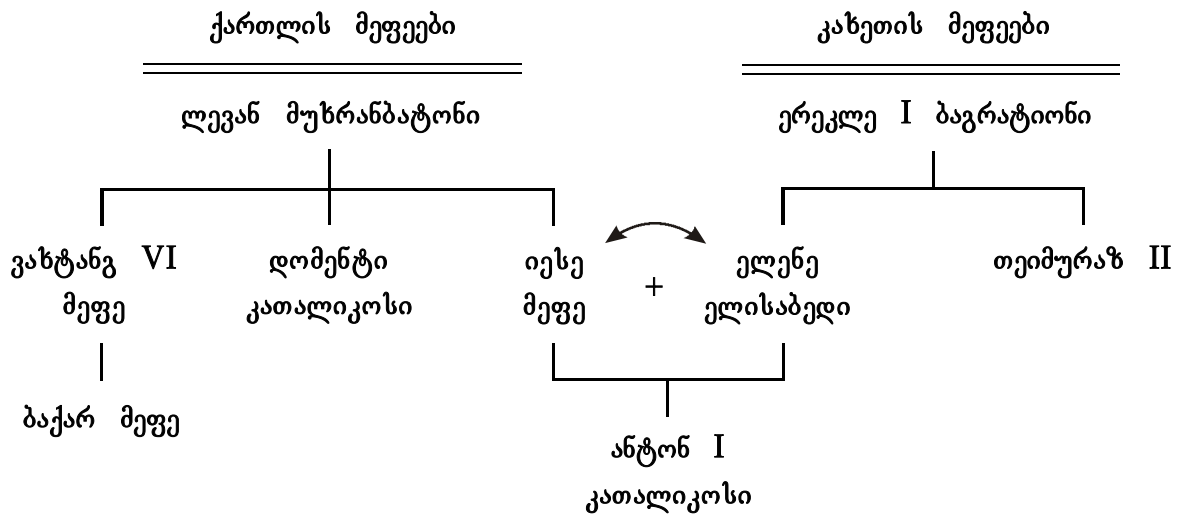 ქართლის მეფეები
კახეთის მეფეები
ლევან მუხრანბატონი
ერეკლე I ბაგრატიონი
ვახტანგ VI
მეფე
დომენტი
კათალიკოსი
იესე
მეფე
+
ელენე
ელისაბედი
თეიმურაზ II
ბაქარ მეფე
ანტონ I
კათალიკოსი